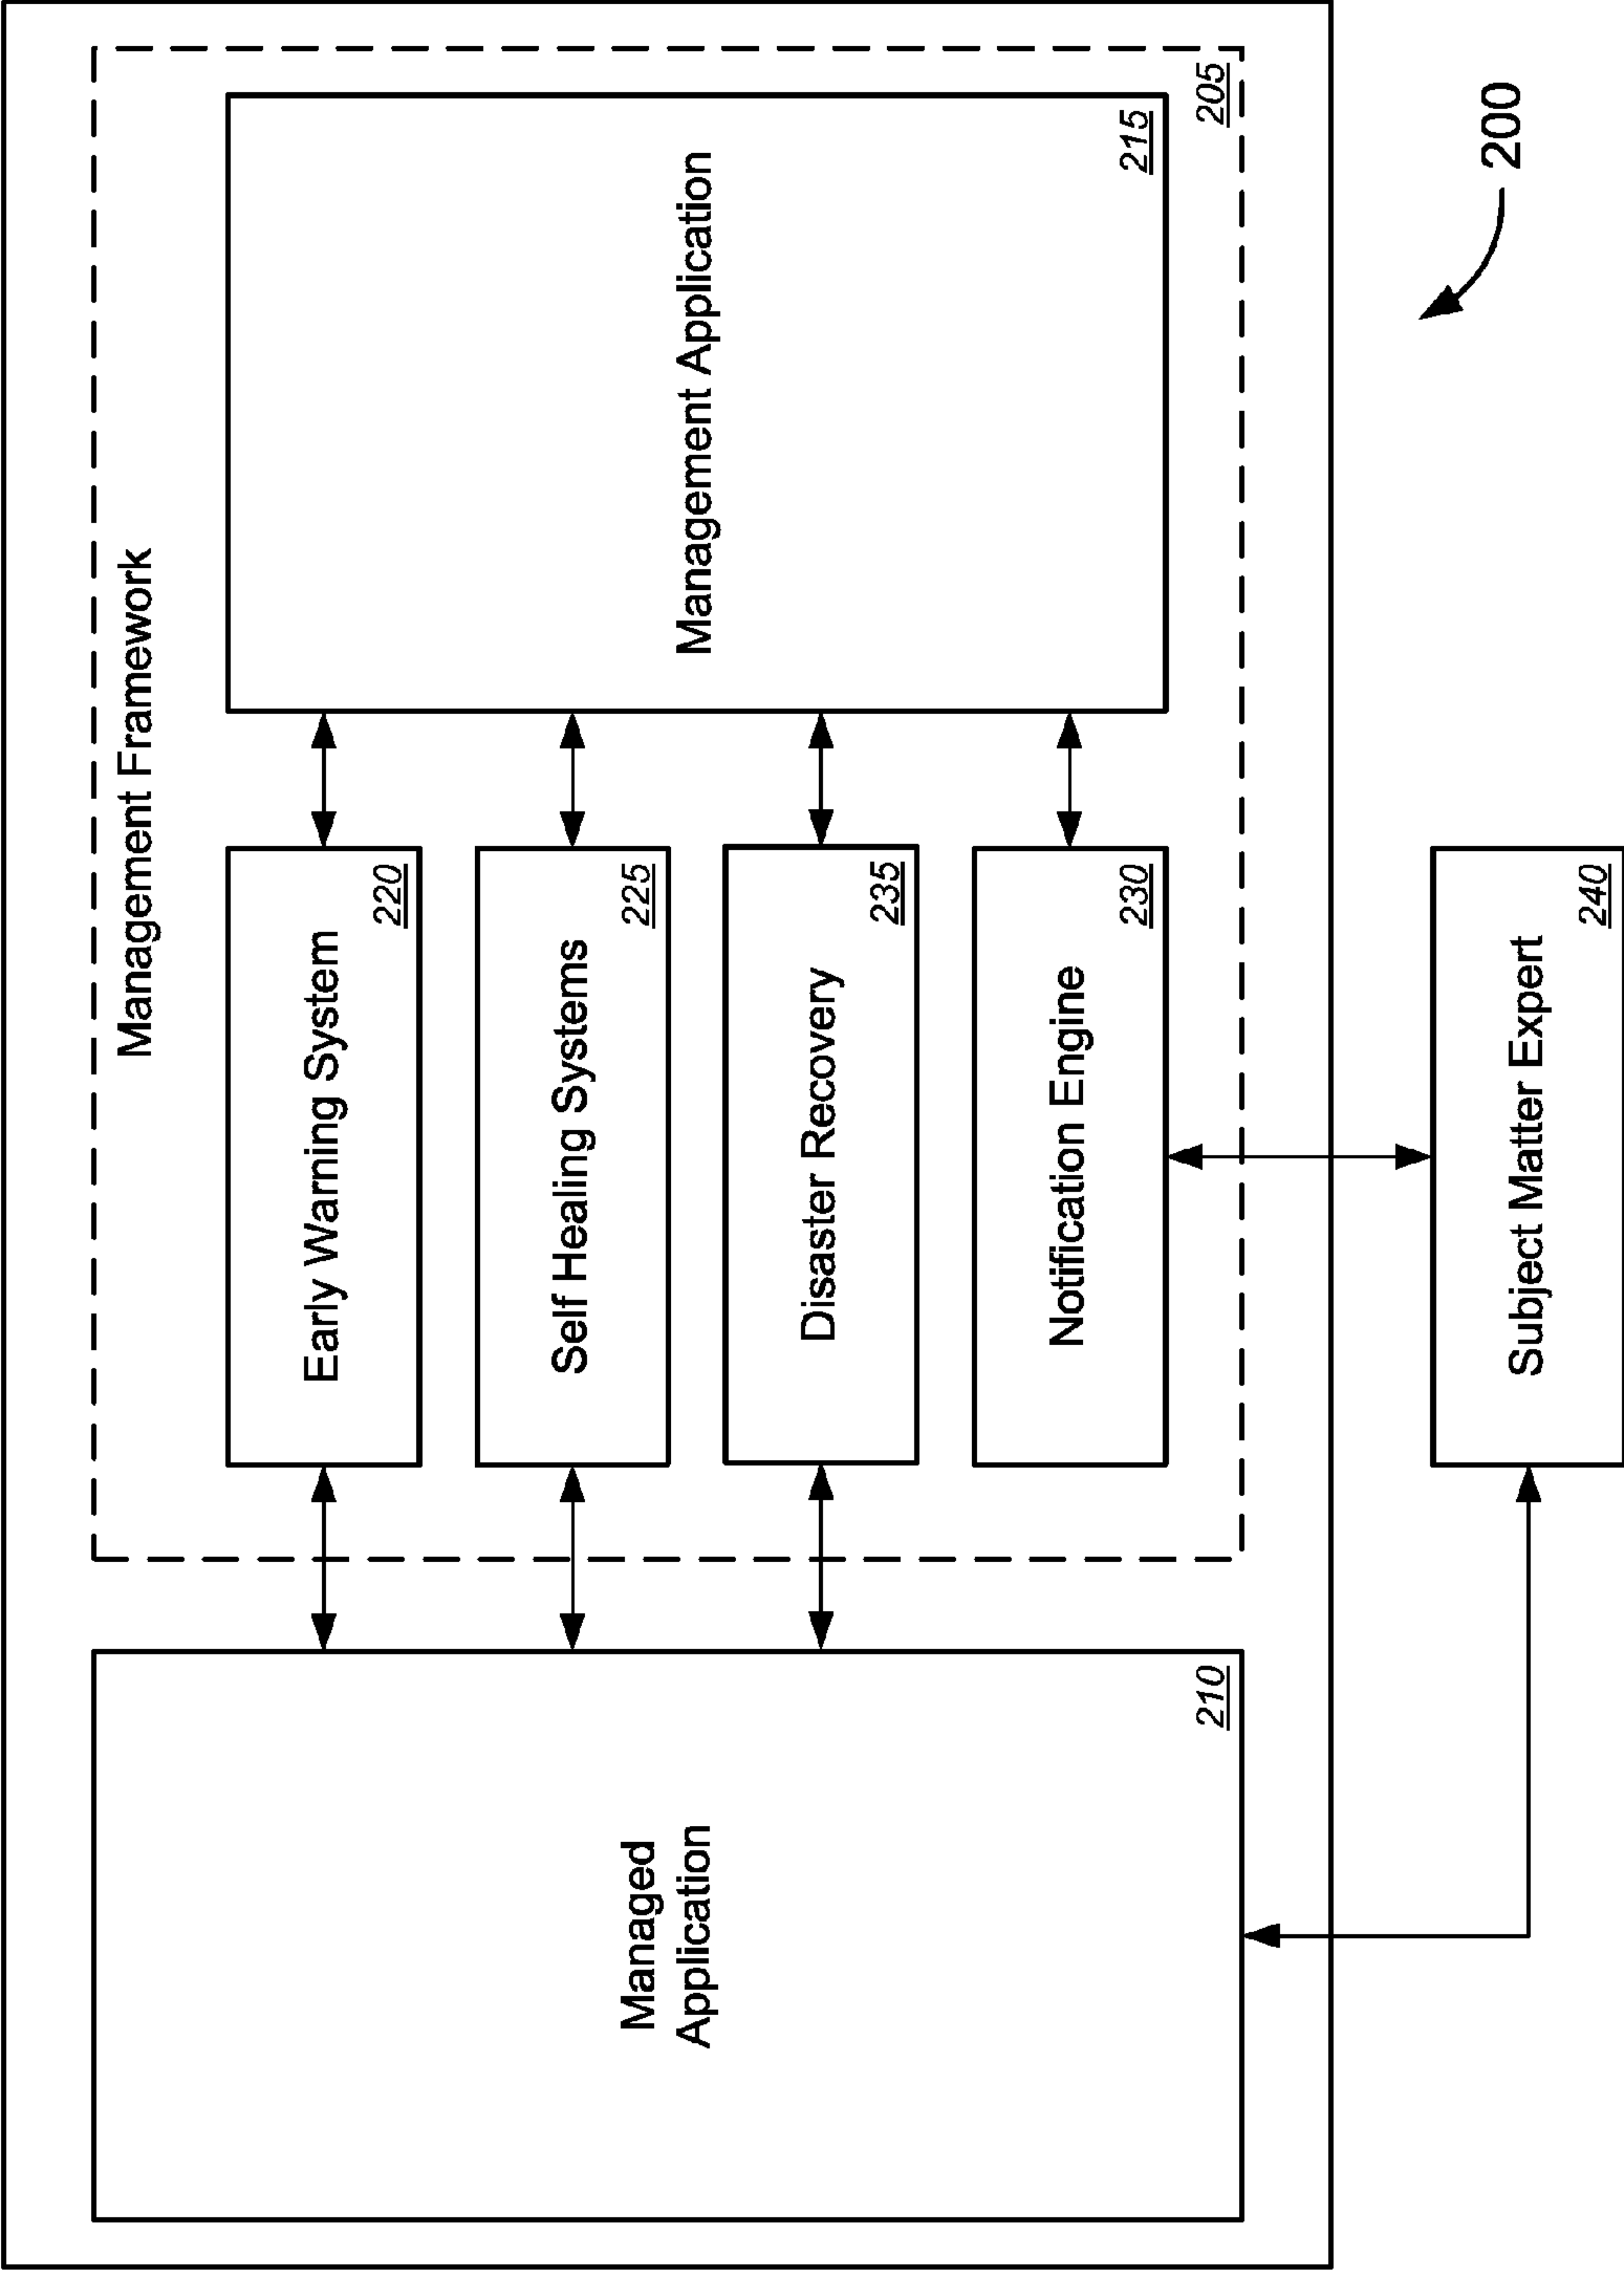 Management Framework
Managed
Application
210
Early Warning System
220
Self Healing Systems
225
Disaster Recovery
235
Notification Engine
230
Management Application
215
205
Subject Matter Expert
240
200